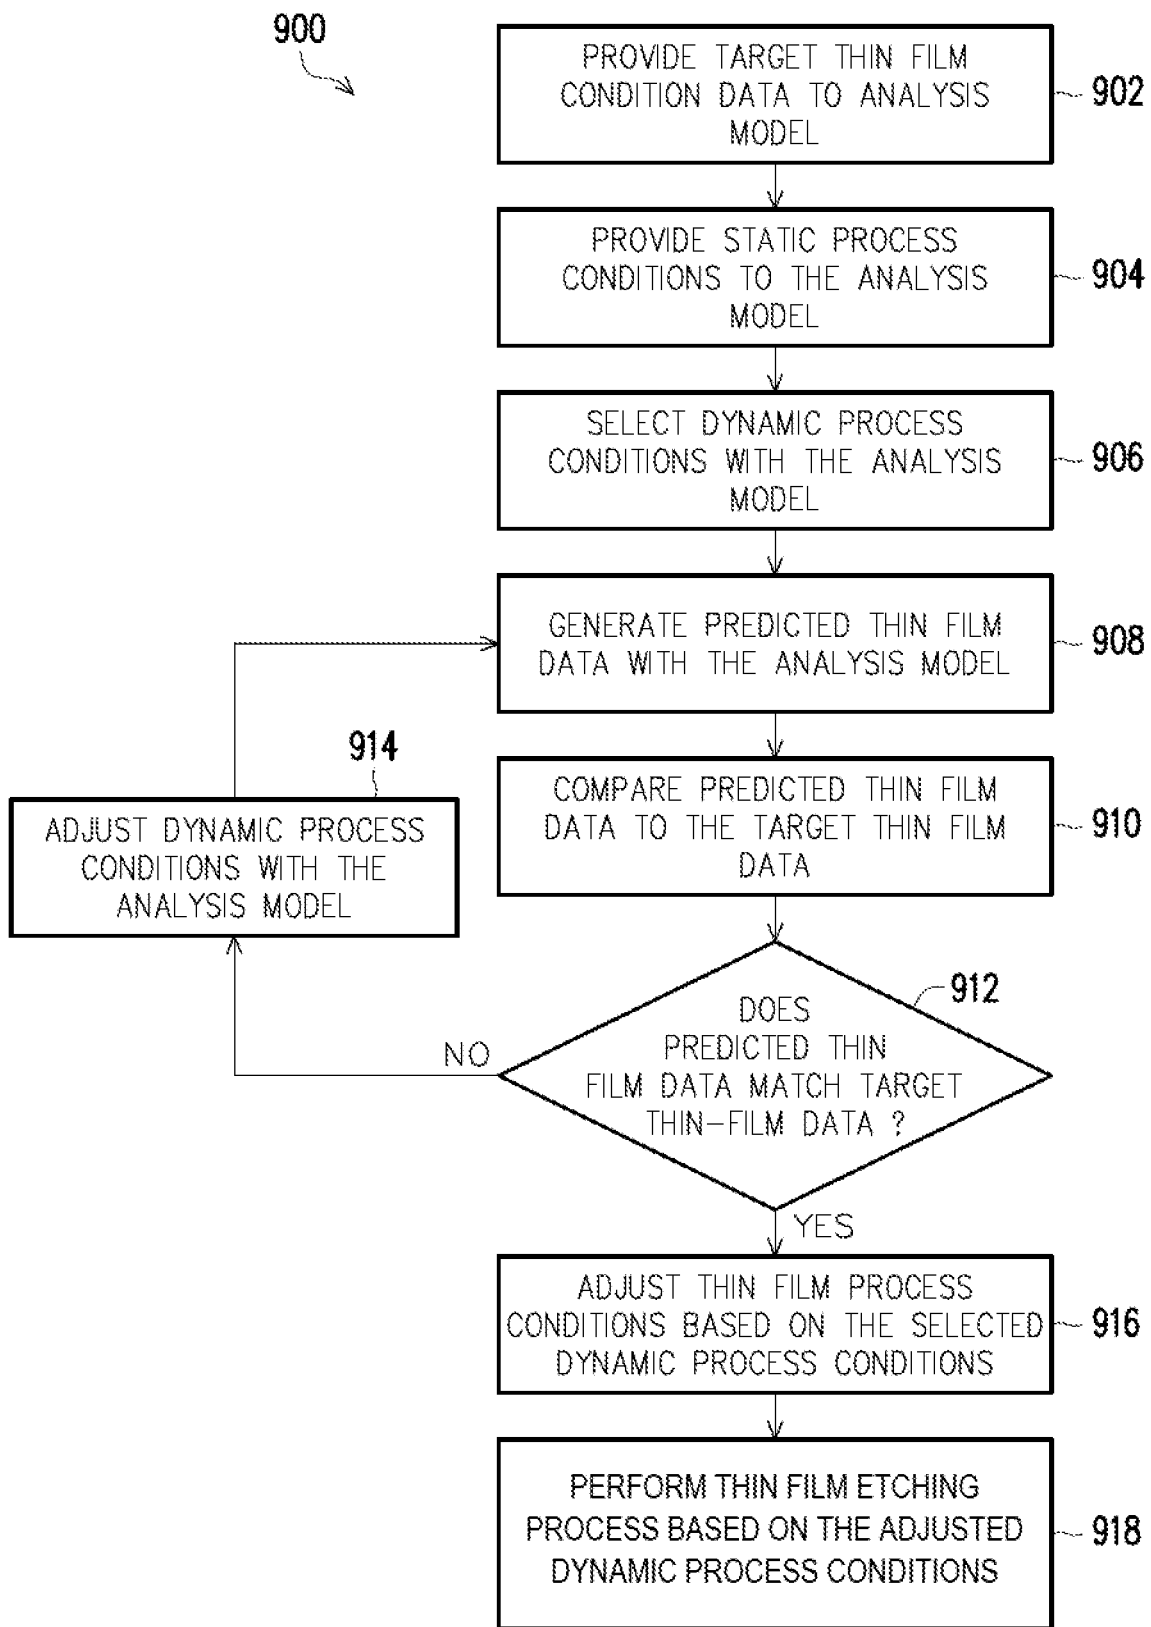 900
PROVIDE TARGET THIN FILM
CONDITION DATA TO ANALYSIS
MODEL
902
PROVIDE STATIC PROCESS
CONDITIONS TO THE ANALYSIS
MODEL
904
SELECT DYNAMIC PROCESS
CONDITIONS WITH THE ANALYSIS
MODEL
906
GENERATE PREDICTED THIN FILM
DATA WITH THE ANALYSIS MODEL
908
COMPARE PREDICTED THIN FILM
DATA TO THE TARGET THIN FILM
DATA
910
914
ADJUST DYNAMIC PROCESS
CONDITIONS WITH THE
ANALYSIS MODEL
912
DOES
PREDICTED THIN
FILM DATA MATCH TARGET
THIN-FILM DATA ?
NO
YES
ADJUST THIN FILM PROCESS
CONDITIONS BASED ON THE SELECTED
DYNAMIC PROCESS CONDITIONS
916
PERFORM THIN FILM ETCHING
PROCESS BASED ON THE ADJUSTED
DYNAMIC PROCESS CONDITIONS
918